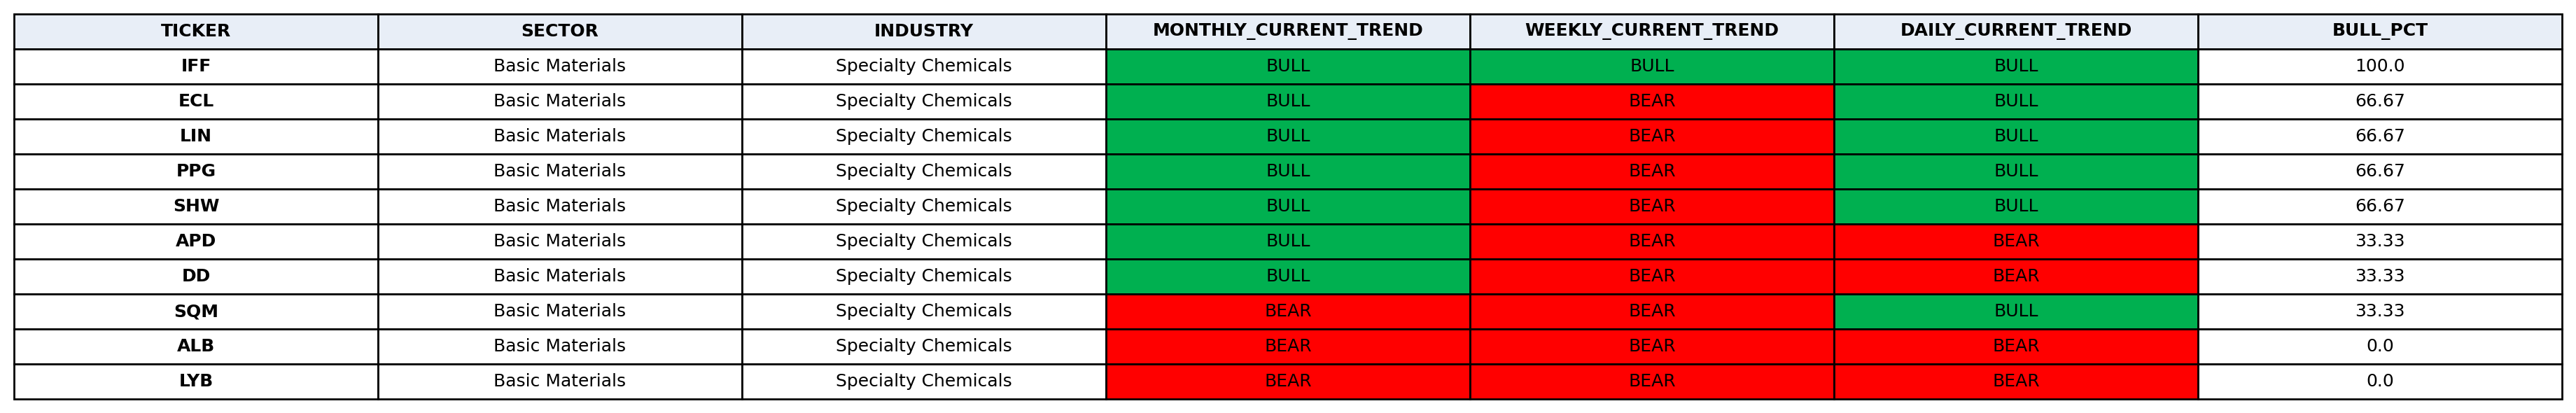 TICKER SECTOR INDUSTRY MONTHLY_CURRENT_TREND WEEKLY_CURRENT_TREND DAILY_CURRENT_TREND BULL_PCT
IFF Basic Materials Specialty Chemicals BULL BULL BULL 100.0
ECL Basic Materials Specialty Chemicals BULL BEAR BULL 66.67
LIN Basic Materials Specialty Chemicals BULL BEAR BULL 66.67
PPG Basic Materials Specialty Chemicals BULL BEAR BULL 66.67
SHW Basic Materials Specialty Chemicals BULL BEAR BULL 66.67
APD Basic Materials Specialty Chemicals BULL BEAR BEAR 33.33
DD Basic Materials Specialty Chemicals BULL BEAR BEAR 33.33
SQM Basic Materials Specialty Chemicals BEAR BEAR BULL 33.33
ALB Basic Materials Specialty Chemicals BEAR BEAR BEAR 0.0
LYB Basic Materials Specialty Chemicals BEAR BEAR BEAR 0.0